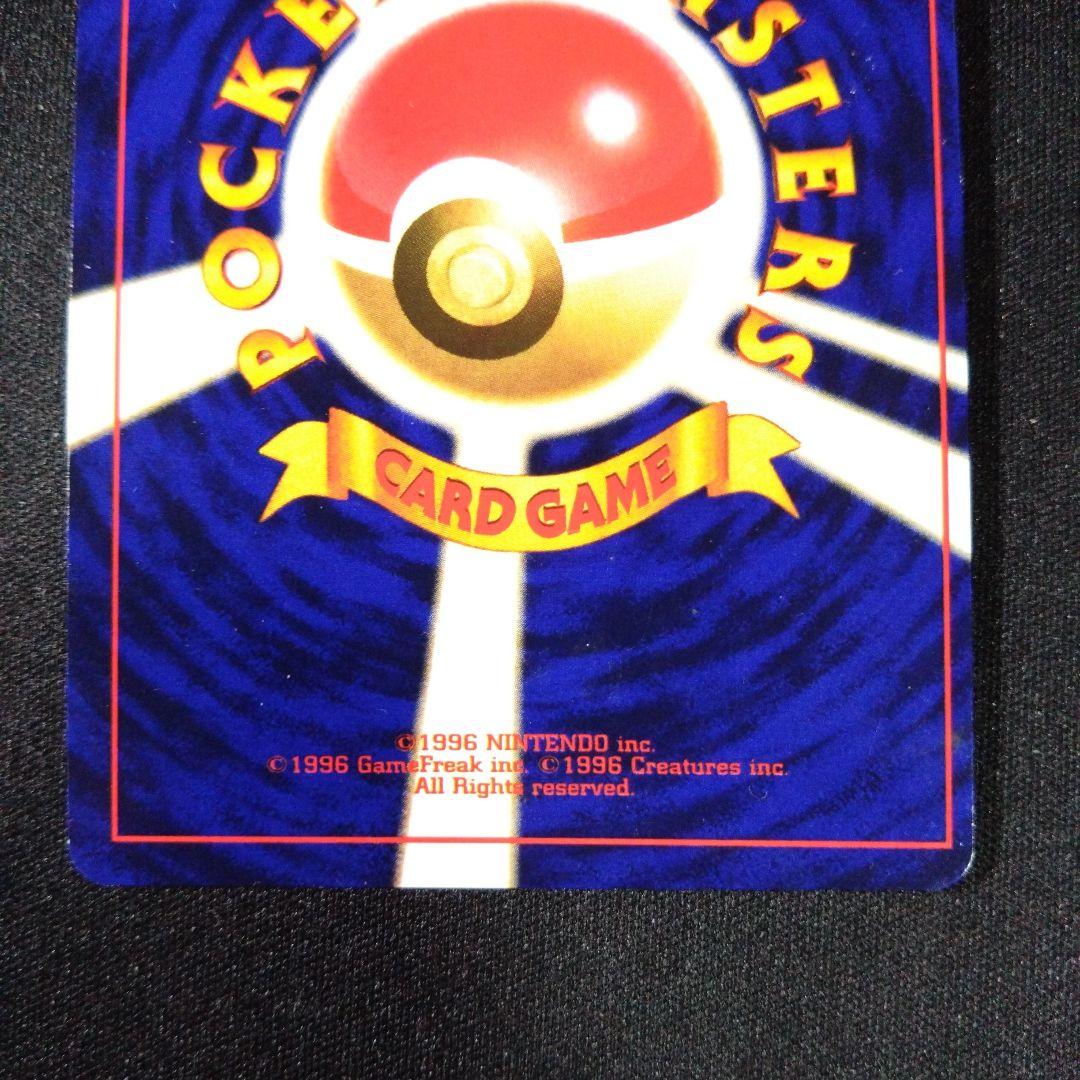 POCKE
STERS
CARD GAME
©1996 NINTENDO inc.
©1996 GameFreak inc. ©1996 Creatures inc.
All Rights reserved.